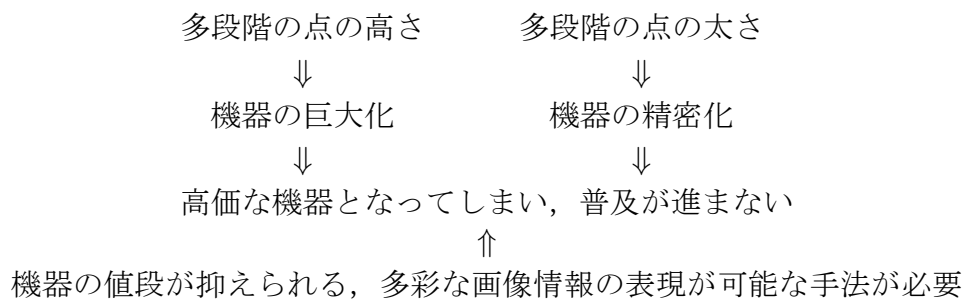 多段階の点の高さ 多段階の点の太さ
⇓ ⇓
機器の巨大化 機器の精密化
⇓ ⇓
高価な機器となってしまい，普及が進まない
⇑
機器の値段が抑えられる，多彩な画像情報の表現が可能な手法が必要